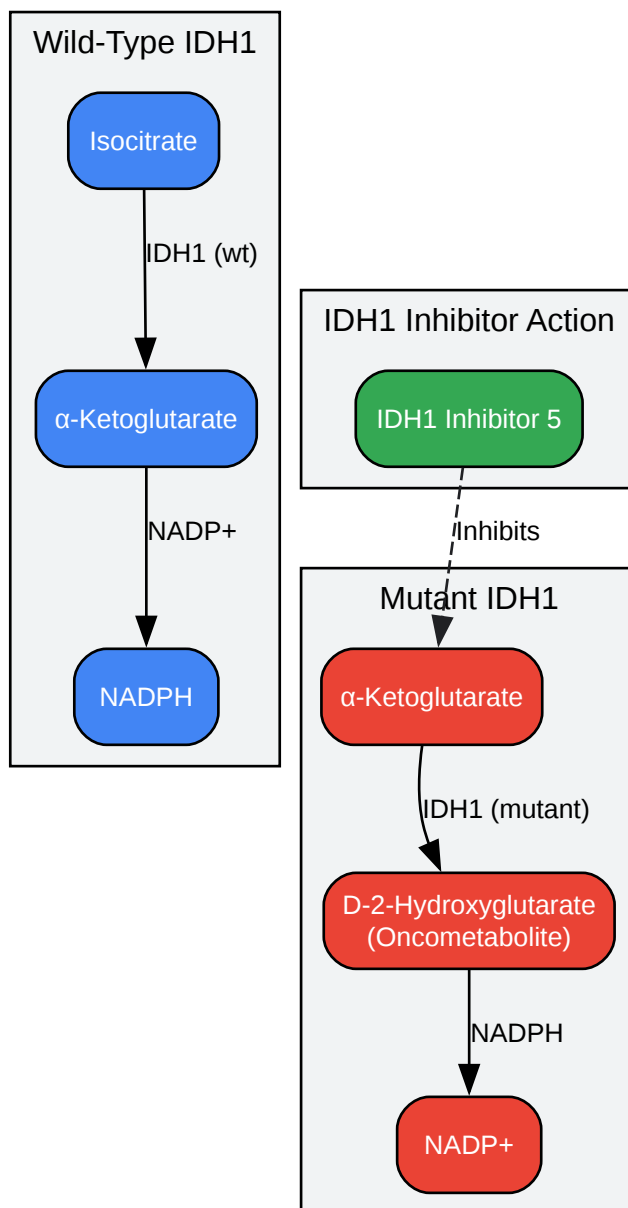 Wild-Type IDH1
Isocitrate
IDH1 (wt)
α-Ketoglutarate
NADP+
NADPH
IDH1 Inhibitor Action
IDH1 Inhibitor 5
Inhibits
Mutant IDH1
α-Ketoglutarate
IDH1 (mutant)
D-2-Hydroxyglutarate
(Oncometabolite)
NADPH
NADP+